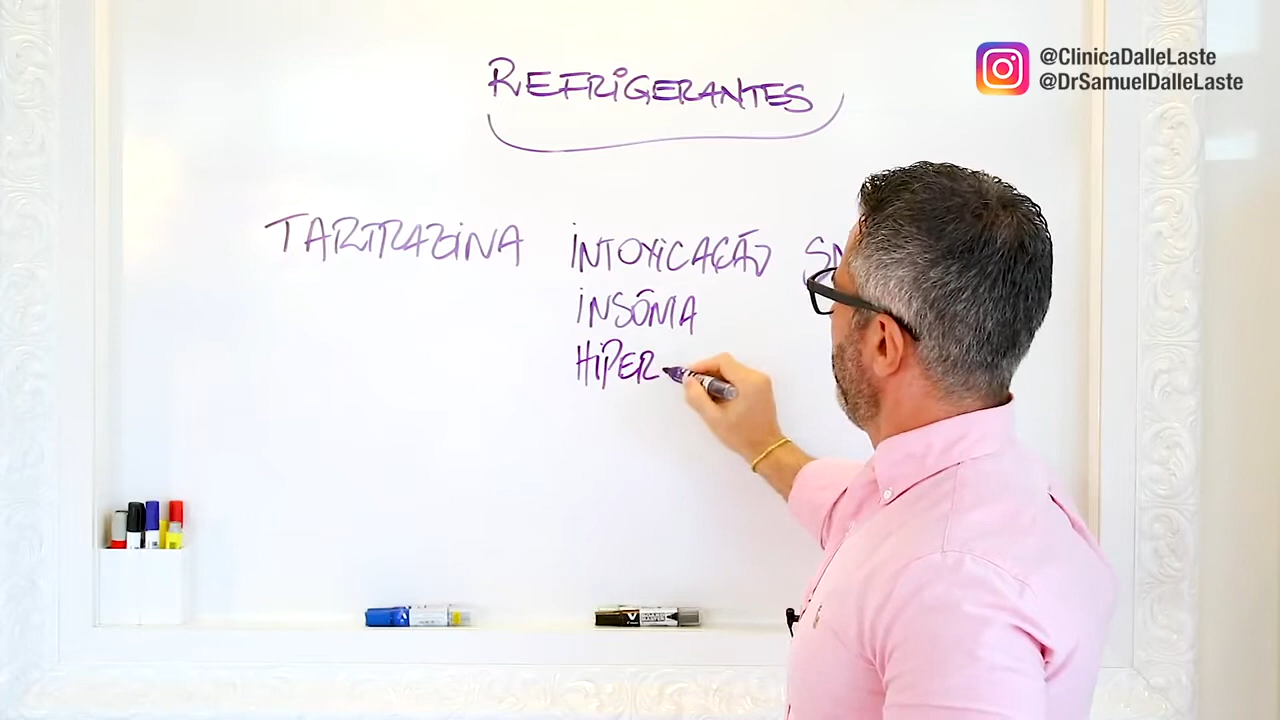 @ClinicaDalleLaste
@DrSamuelDalleLaste
REFRIGERANTES
TARTRAZINA INTOXICAÇÃO
INSÔNIA
HIPER